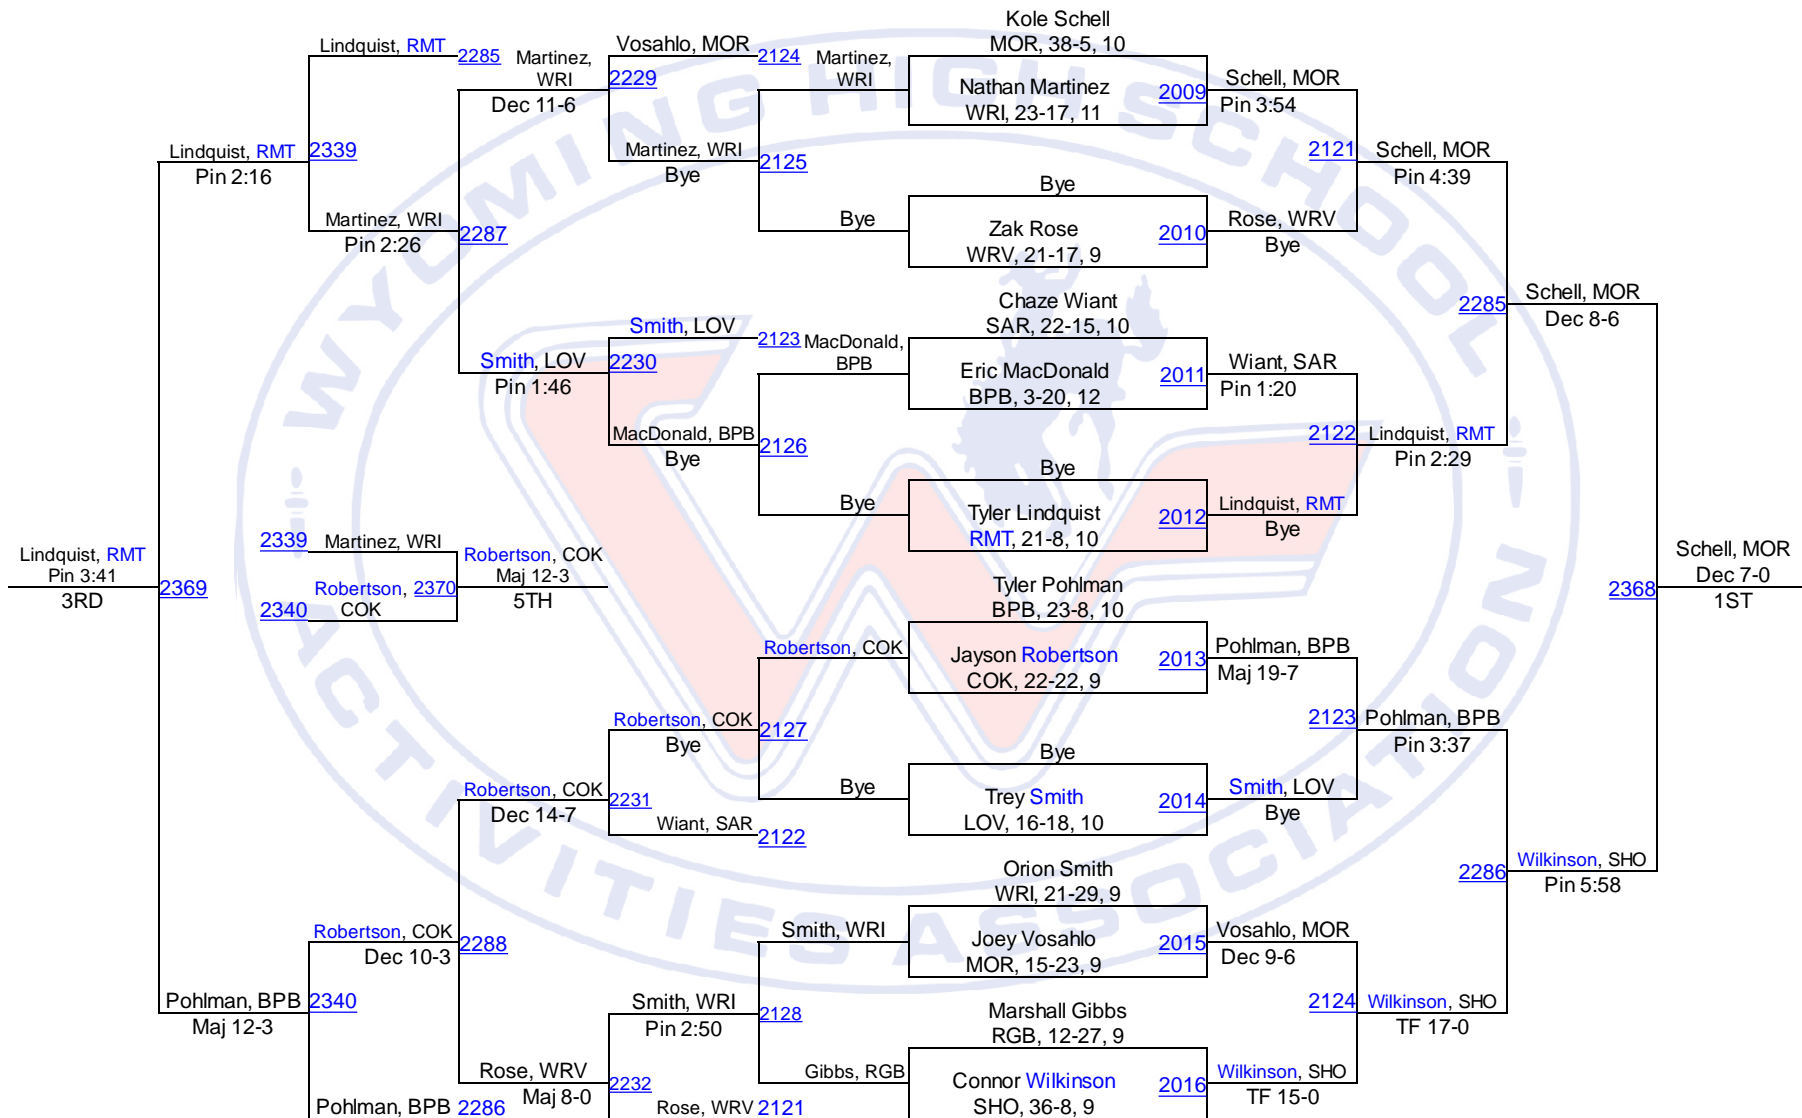 WYOMING HIGH SCHOOL
ACTIVITIES ASSOCIATION
Kole Schell
MOR, 38-5, 10
Nathan Martinez
WRI, 23-17, 11
2009
Schell, MOR
Pin 3:54
Bye
Zak Rose
WRV, 21-17, 9
2010
Rose, WRV
Bye
2121
Schell, MOR
Pin 4:39
Chaze Wiant
SAR, 22-15, 10
Eric MacDonald
BPB, 3-20, 12
2011
Wiant, SAR
Pin 1:20
Bye
Tyler Lindquist
RMT, 21-8, 10
2012
Lindquist, RMT
Bye
2122
Lindquist, RMT
Pin 2:29
2285
Schell, MOR
Dec 8-6
Tyler Pohlman
BPB, 23-8, 10
Jayson Robertson
COK, 22-22, 9
2013
Pohlman, BPB
Maj 19-7
Bye
Trey Smith
LOV, 16-18, 10
2014
Smith, LOV
Bye
2123
Pohlman, BPB
Pin 3:37
Orion Smith
WRI, 21-29, 9
Joey Vosahlo
MOR, 15-23, 9
2015
Vosahlo, MOR
Dec 9-6
Marshall Gibbs
RGB, 12-27, 9
Connor Wilkinson
SHO, 36-8, 9
2016
Wilkinson, SHO
TF 15-0
2124
Wilkinson, SHO
TF 17-0
2286
Wilkinson, SHO
Pin 5:58
2368
Schell, MOR
Dec 7-0
1ST
Martinez,
WRI
Bye
2125
Martinez, WRI
Bye
Vosahlo, MOR
2124
2229
Martinez,
WRI
Dec 11-6
MacDonald,
BPB
Bye
2126
MacDonald, BPB
Bye
Smith, LOV
2123
2230
Smith, LOV
Pin 1:46
2287
Martinez, WRI
Pin 2:26
Lindquist, RMT
2285
2339
Lindquist, RMT
Pin 2:16
2339
Martinez, WRI
Robertson,
COK
2340
2370
Robertson, COK
Maj 12-3
5TH
Lindquist, RMT
Pin 3:41
3RD
2369
Robertson, COK
Bye
2127
Robertson, COK
Bye
Wiant, SAR
2122
2231
Robertson, COK
Dec 14-7
Smith, WRI
Gibbs, RGB
2128
Smith, WRI
Pin 2:50
Rose, WRV
2121
2232
Rose, WRV
Maj 8-0
2288
Robertson, COK
Dec 10-3
Pohlman, BPB
2286
2340
Pohlman, BPB
Maj 12-3